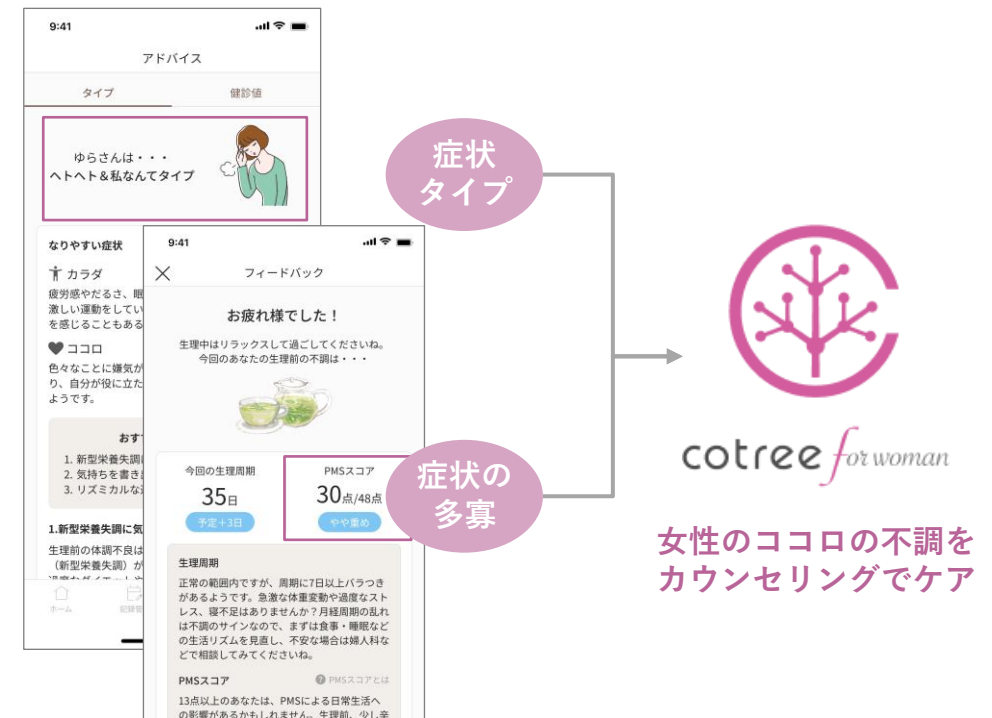 9:41
アドバイス
タイプ
健診値
ゆらさんは・・・
ヘトヘト＆私なんてタイプ
なりやすい症状
カラダ
疲労感やだるさ、眠
激しい運動をしてい
を感じることもある
ココロ
色々なことに嫌気が
り、自分が役に立た
ようです。
おす
1. 新型栄養失調
2. 気持ちを書き
3. リズミカルな
1.新型栄養失調に気
生理前の体調不良は
（新型栄養失調）が
ホーム
9:41
フィードバック
お疲れ様でした！
生理中はリラックスして過ごしてくださいね。
今回のあなたの生理前の不調は・・・
今回の生理周期
35日
予定＋3日
PMSスコア
30点/48点
やや重め
生理周期
正常の範囲内ですが、周期に7日以上バラつき
があるようです。急激な体重変動や過度なスト
レス、寝不足はありませんか？月経周期の乱れ
は不調のサインなので、まずは食事・睡眠など
の生活リズムを見直し、不安な場合は婦人科な
どで相談してみてくださいね。
PMSスコア
? PMSスコアとは
13点以上のあなたは、PMSによる日常生活へ
の影響があるかもしれません。生理前、少し辛
症状
タイプ
症状の
多寡
cotree for woman
女性のココロの不調を
カウンセリングでケア